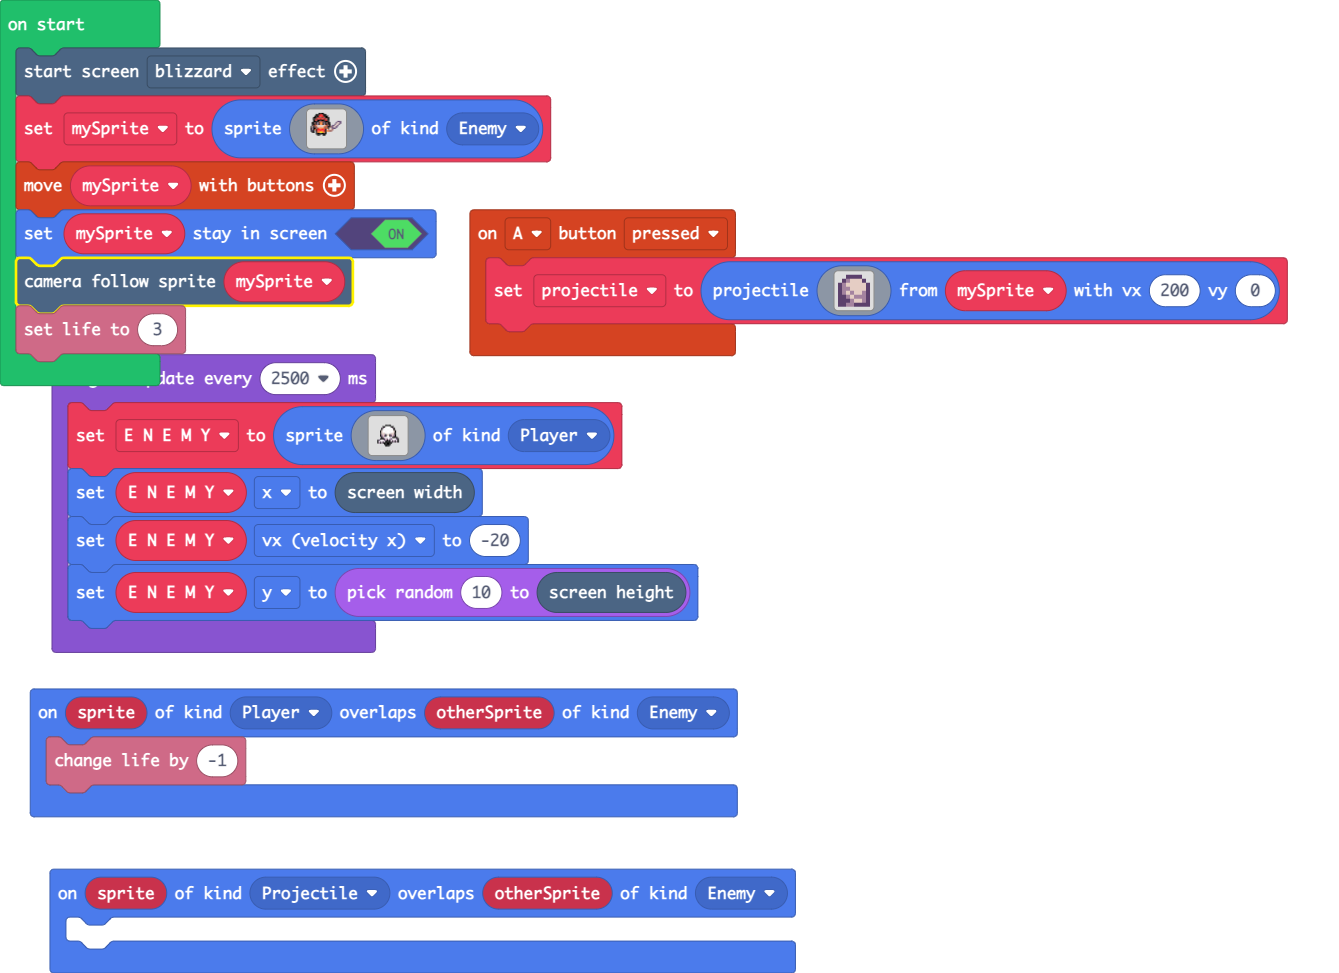 on start
start screen blizzard effect
set mySprite to sprite of kind Enemy
move mySprite with buttons
set mySprite stay in screen ON
camera follow sprite mySprite
set life to 3
on A button pressed
set projectile to projectile from mySprite with vx 200 vy 0
every 2500 ms
set E N E M Y to sprite of kind Player
set E N E M Y x to screen width
set E N E M Y vx (velocity x) to -20
set E N E M Y y to pick random 10 to screen height
on sprite of kind Player overlaps otherSprite of kind Enemy
change life by -1
on sprite of kind Projectile overlaps otherSprite of kind Enemy